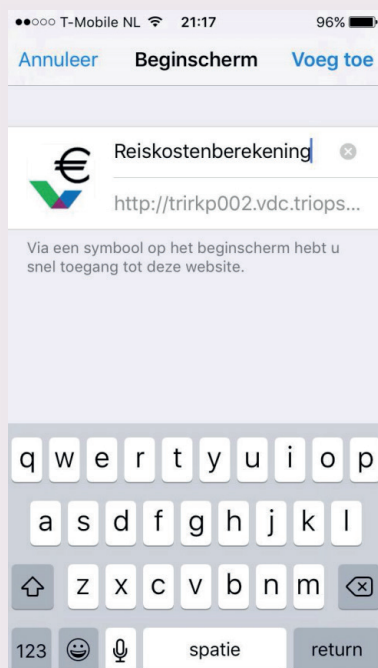 T-Mobile NL 21:17 96%
Annuleer Beginscherm Voeg toe
€
Reiskostenberekening
http://trirkp002.vdc.triops...
Via een symbool op het beginscherm hebt u
snel toegang tot deze website.
q w e r t y u i o p
a s d f g h j k l
z x c v b n m
123 spatie return